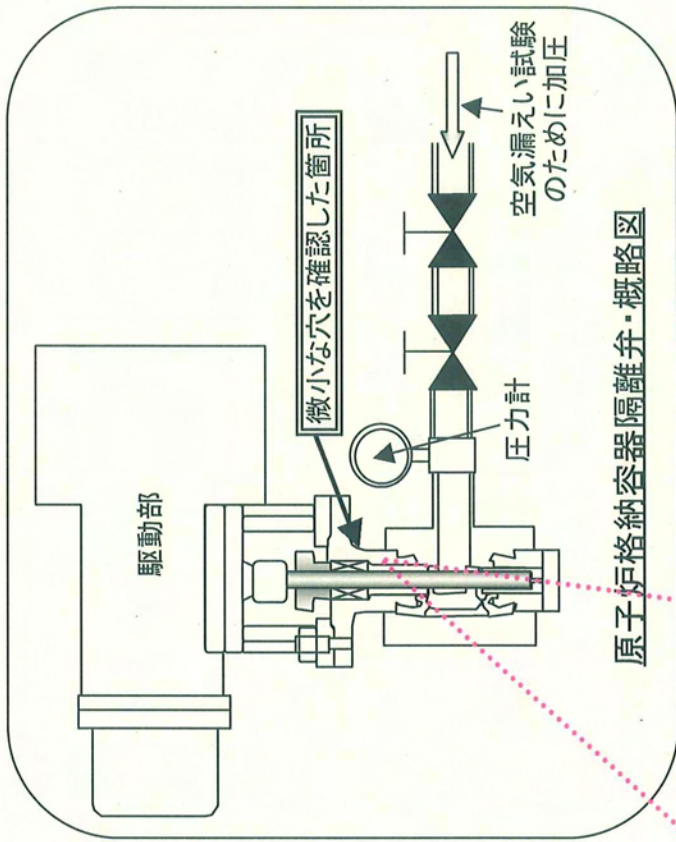 駆動部
微小な穴を確認した箇所
圧力計
空気漏えい試験
のために加圧
原子炉格納容器隔離弁・概略図